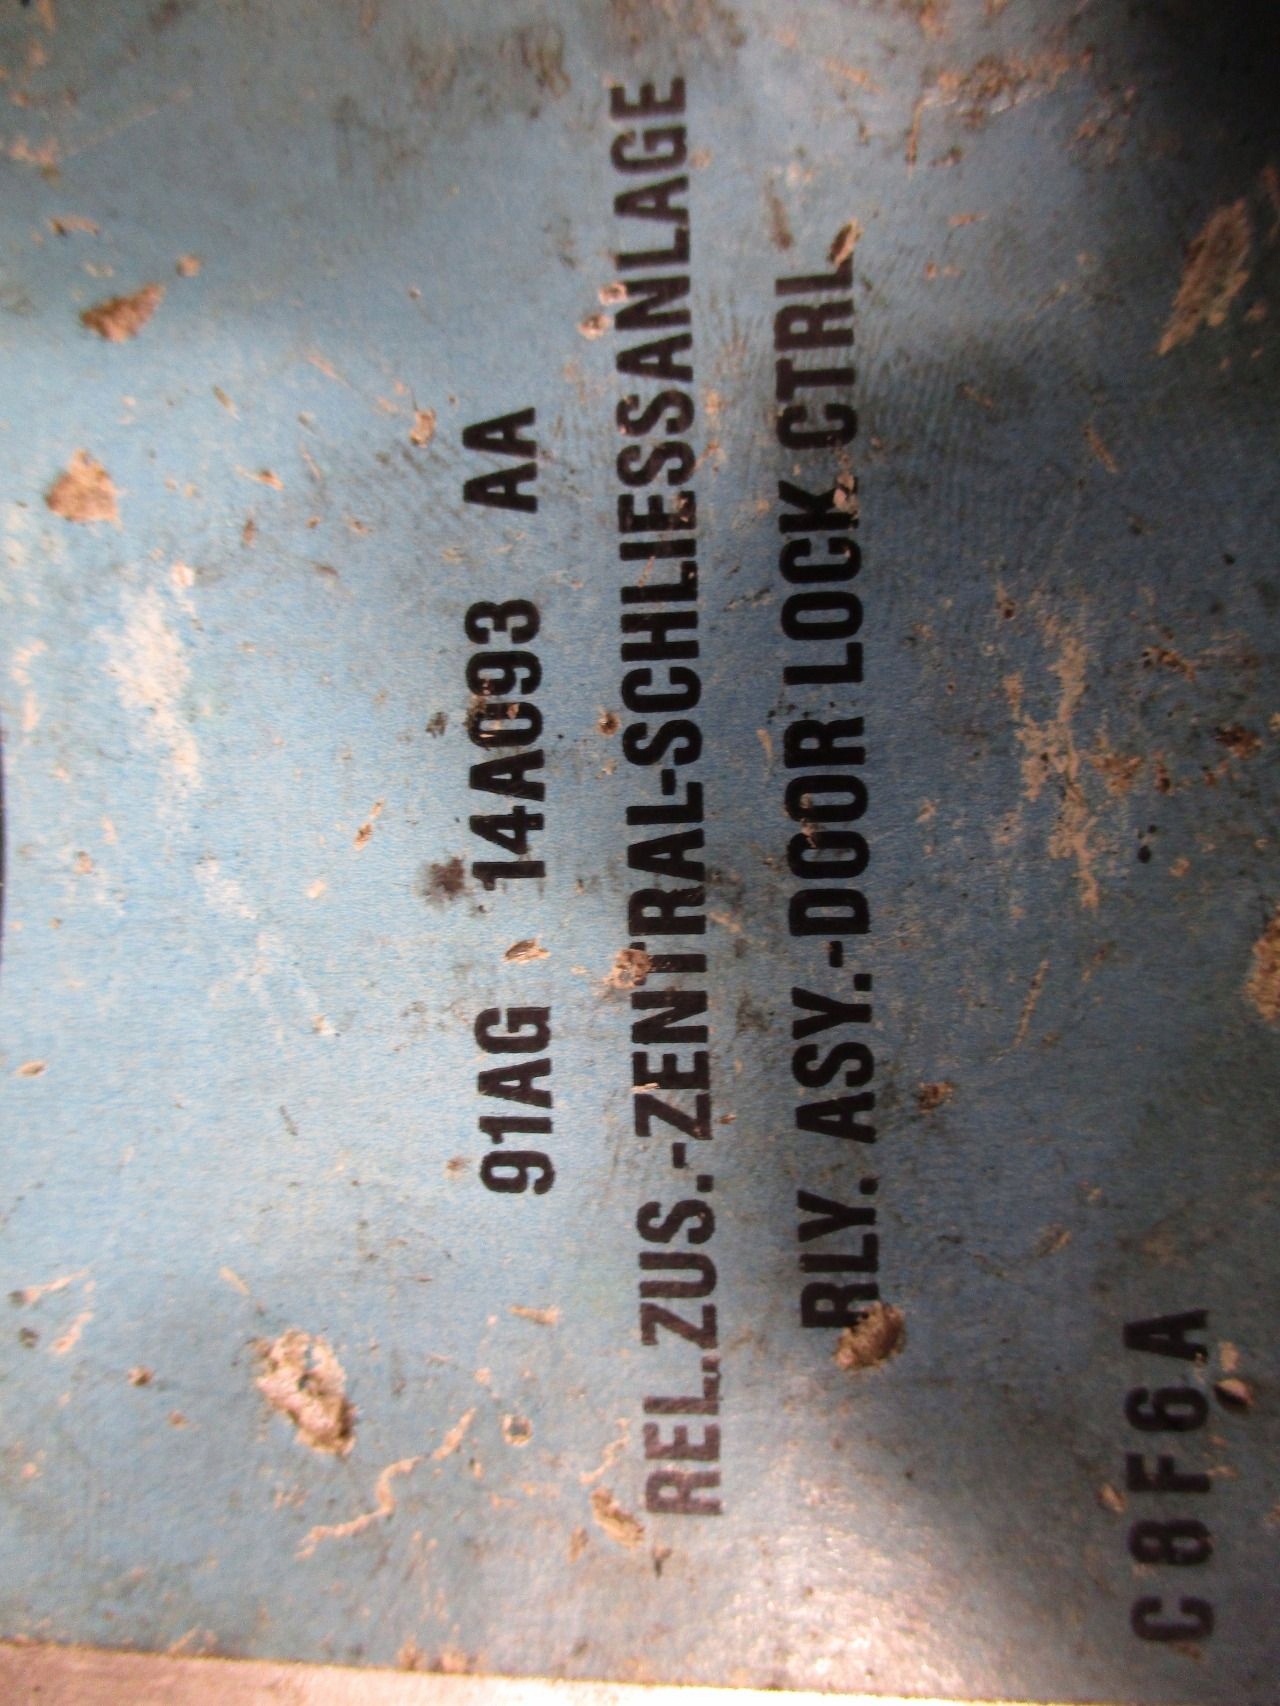 91AG 14A093 AA
REL.ZUS.-ZENTRAL-SCHLIESSANLAGE
RLY. ASY.-DOOR LOCK CTRL
C8F6A